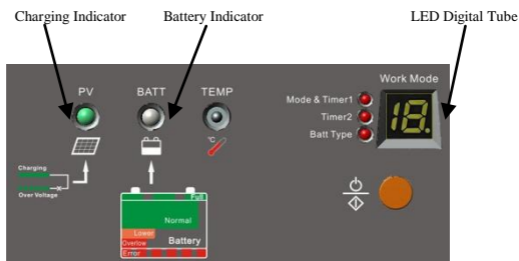 Charging Indicator Battery Indicator LED Digital Tube
Work Mode
PV BATT TEMP
Mode & Timer1
Timer2
Batt Type
18.
°C
Charging
Over Voltage
Full
Normal
Lower
Overlow Battery
Error